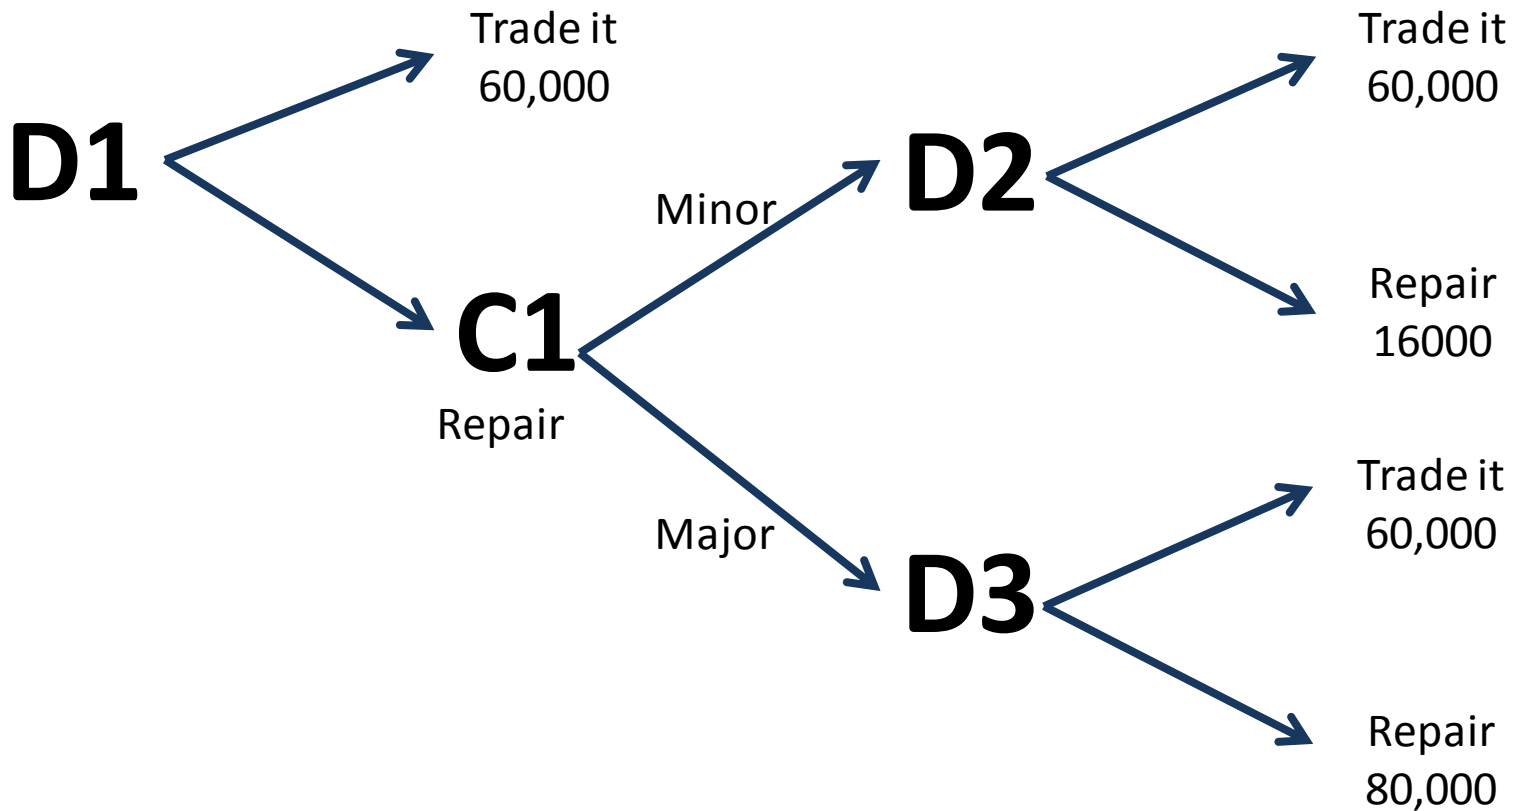 Trade it
60,000
Trade it
60,000
D1
D2
Minor
Repair
16000
C1
Repair
Trade it
60,000
Major
D3
Repair
80,000